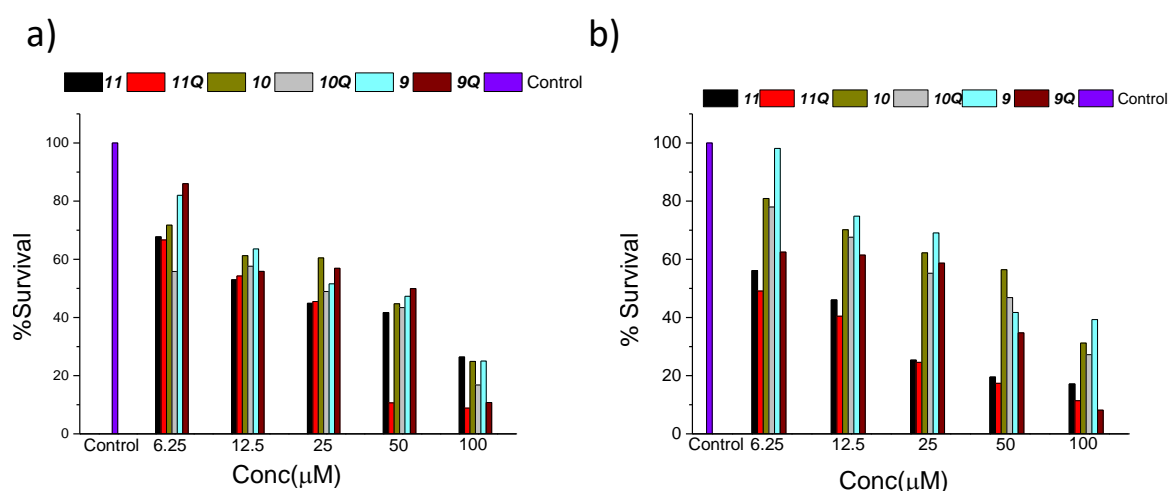 a)
11 11Q 10 10Q 9 9Q Control
%Survival
100
80
60
40
20
0
Control 6.25 12.5 25 50 100
Conc(μM)
b)
11 11Q 10 10Q 9 9Q Control
% Survival
100
80
60
40
20
0
Control 6.25 12.5 25 50 100
Conc(μM)